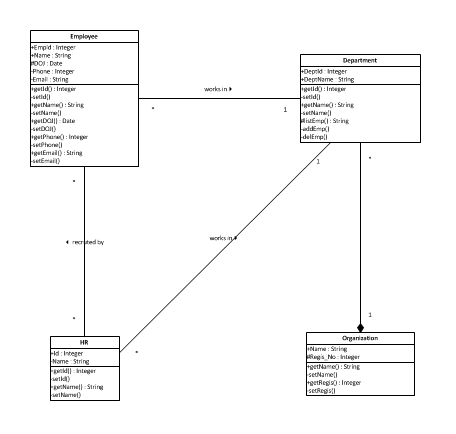 Employee
+EmpId : Integer
+Name : String
#DOJ : Date
-Phone : Integer
-Email : String
+getId() : Integer
-setId()
+getName() : String
-setName()
+getDOJ() : Date
-setDOJ()
+getPhone() : Integer
-setPhone()
+getEmail() : String
-setEmail()
works in
*
1
Department
+DeptId : Integer
+DeptName : String
+getId() : Integer
-setId()
+getName() : String
-setName()
#listEmp() : String
-addEmp()
-delEmp()
1
*
*
recruted by
works in
*
*
1
HR
+Id : Integer
-Name : String
+getId() : Integer
-setId()
+getName() : String
-setName()
Organization
+Name : String
#Regis_No : Integer
+getName() : String
-setName()
+getRegis() : Integer
-setRegis()